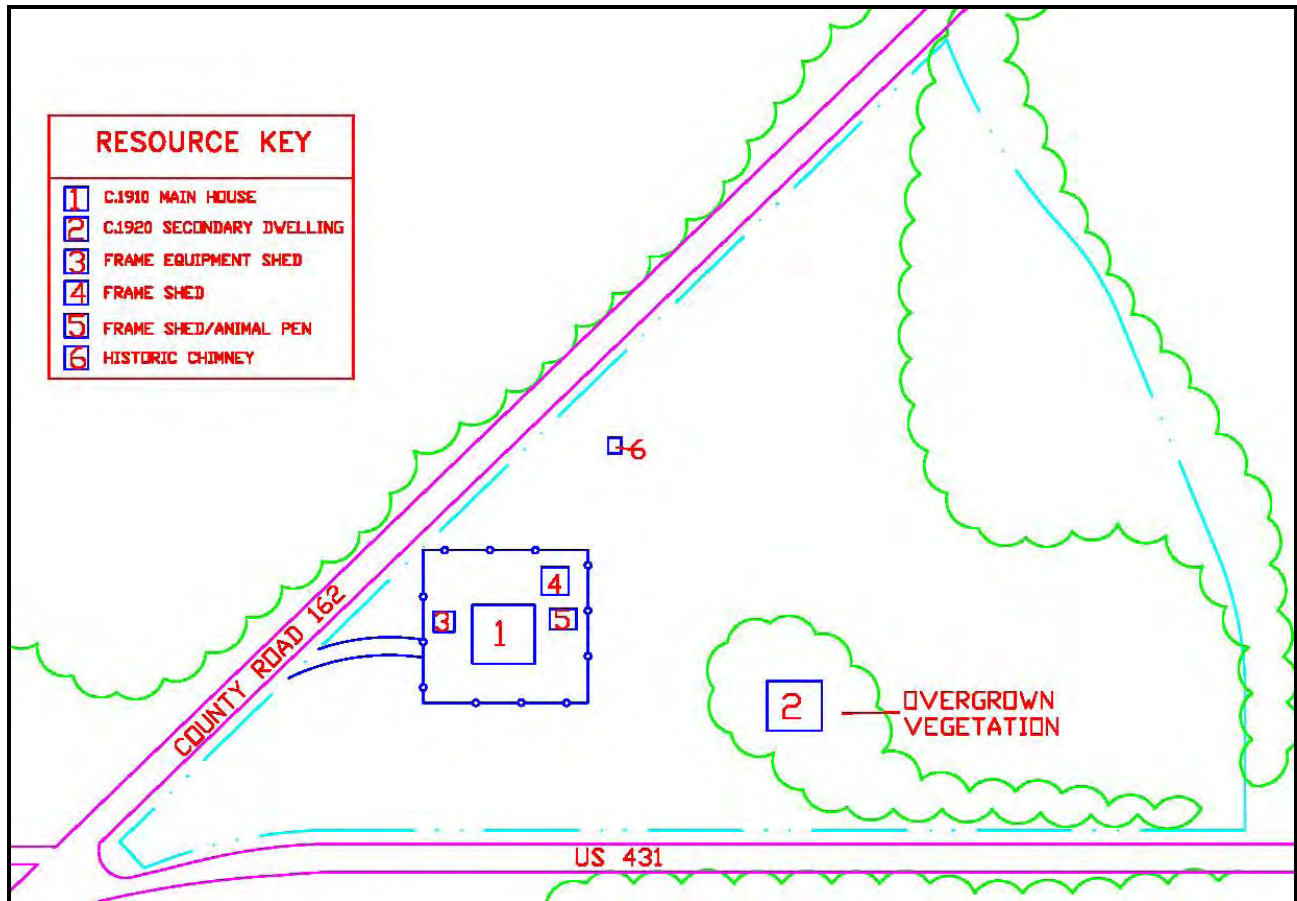 RESOURCE KEY
1 C.1910 MAIN HOUSE
2 C.1920 SECONDARY DWELLING
3 FRAME EQUIPMENT SHED
4 FRAME SHED
5 FRAME SHED/ANIMAL PEN
6 HISTORIC CHIMNEY
6
4
3
1
5
COUNTY ROAD 162
2
OVERGROWN
VEGETATION
US 431